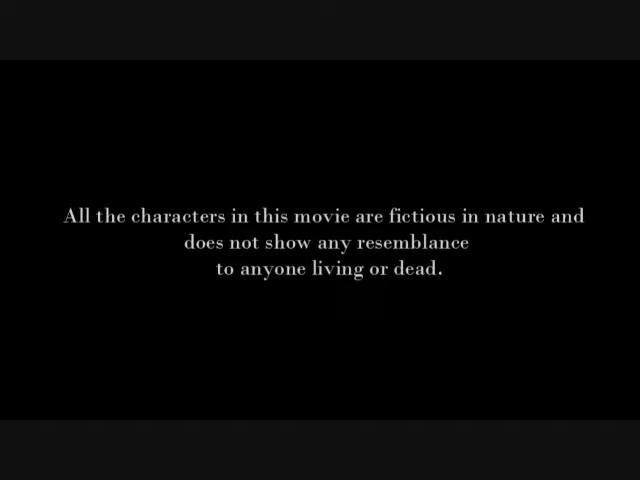 All the characters in this movie are fictious in nature and
does not show any resemblance
to anyone living or dead.